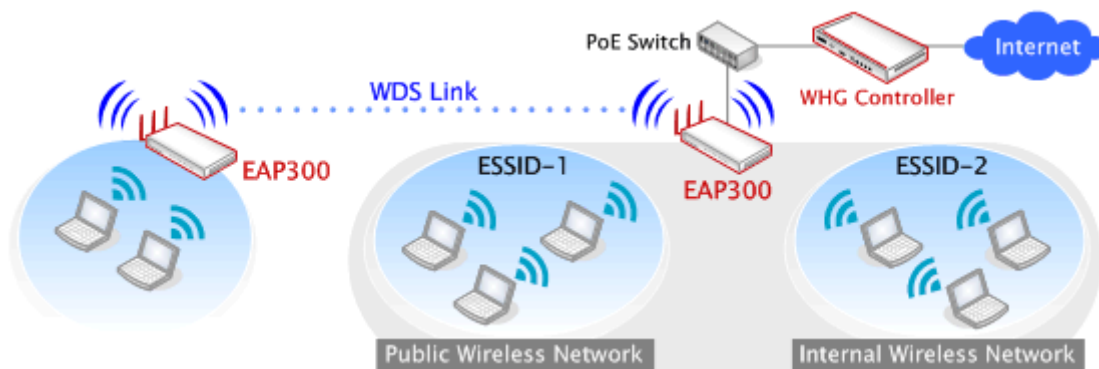 PoE Switch
Internet
WHG Controller
WDS Link
EAP300
ESSID-1
EAP300
ESSID-2
Public Wireless Network
Internal Wireless Network